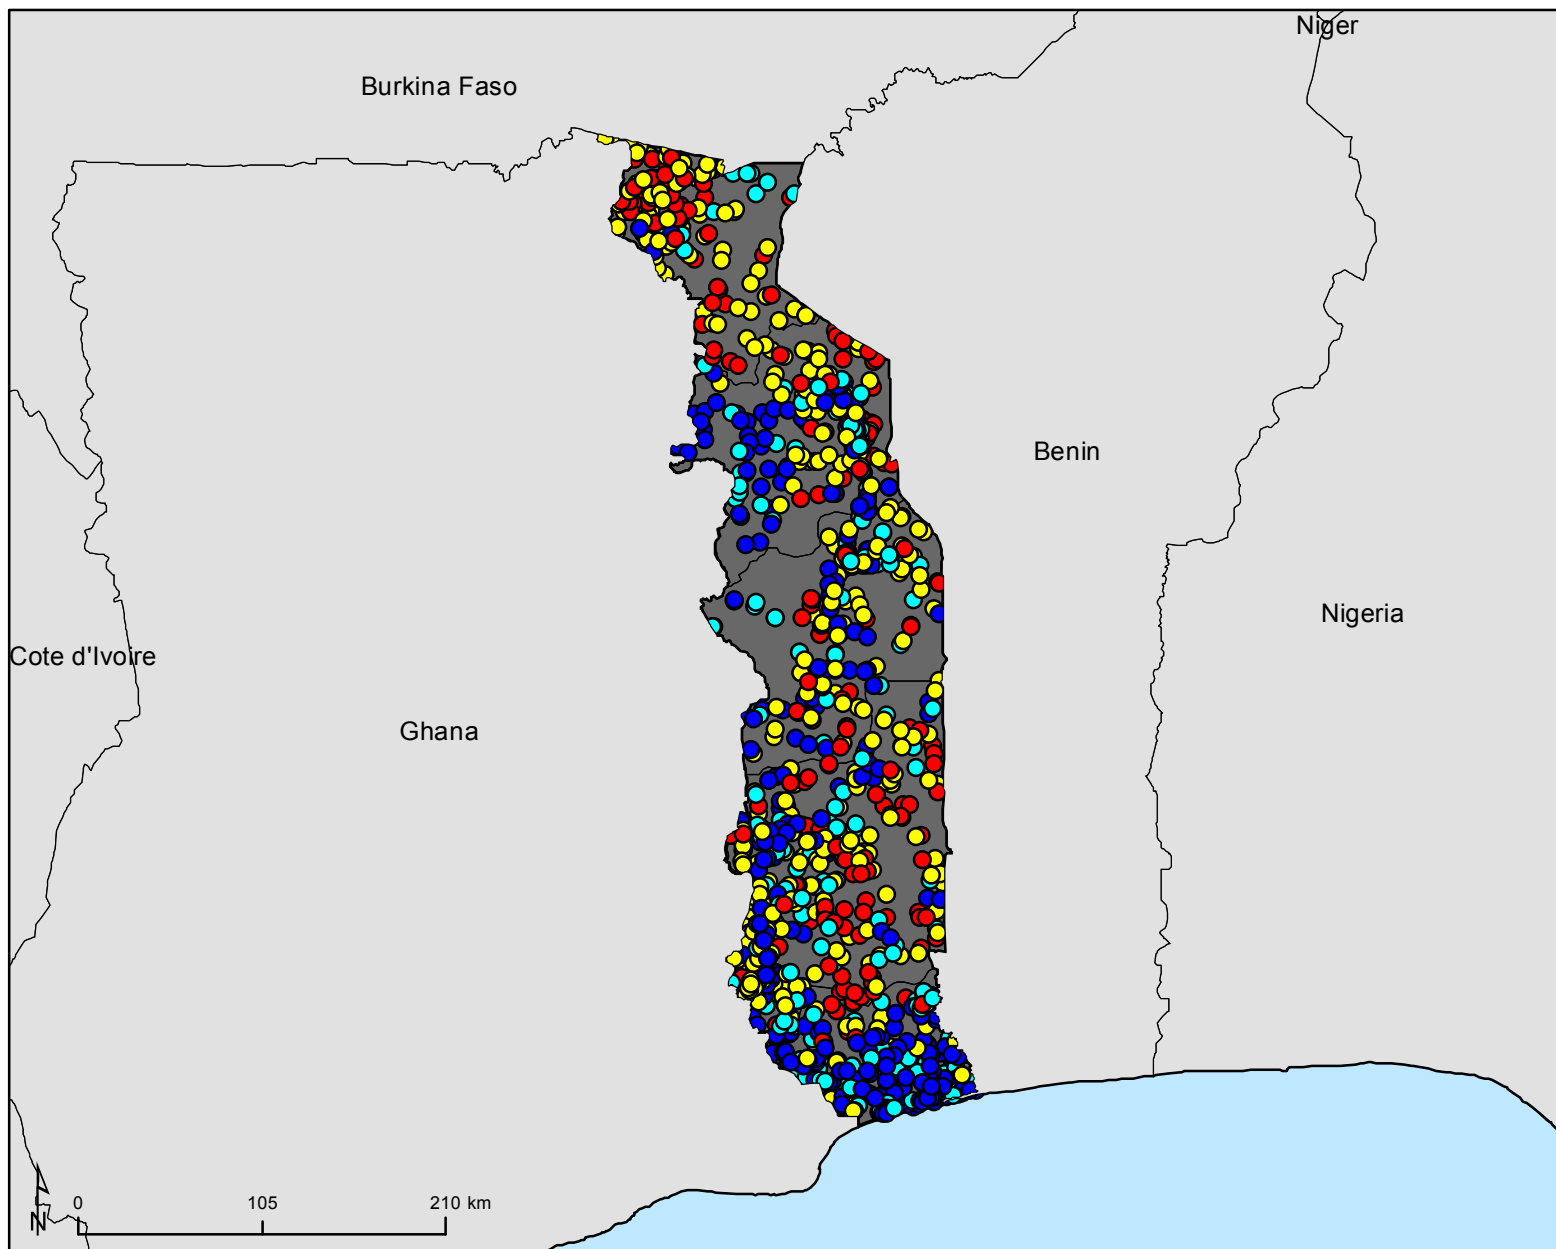 Niger
Burkina Faso
Benin
Nigeria
Cote d'Ivoire
Ghana
N
0 105 210 km